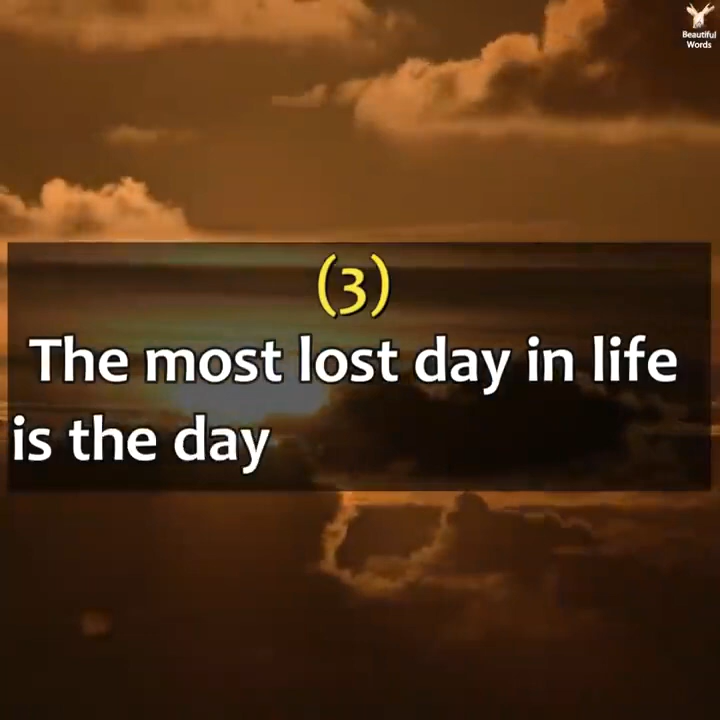 Beautiful
Words
(3)
The most lost day in life
is the day